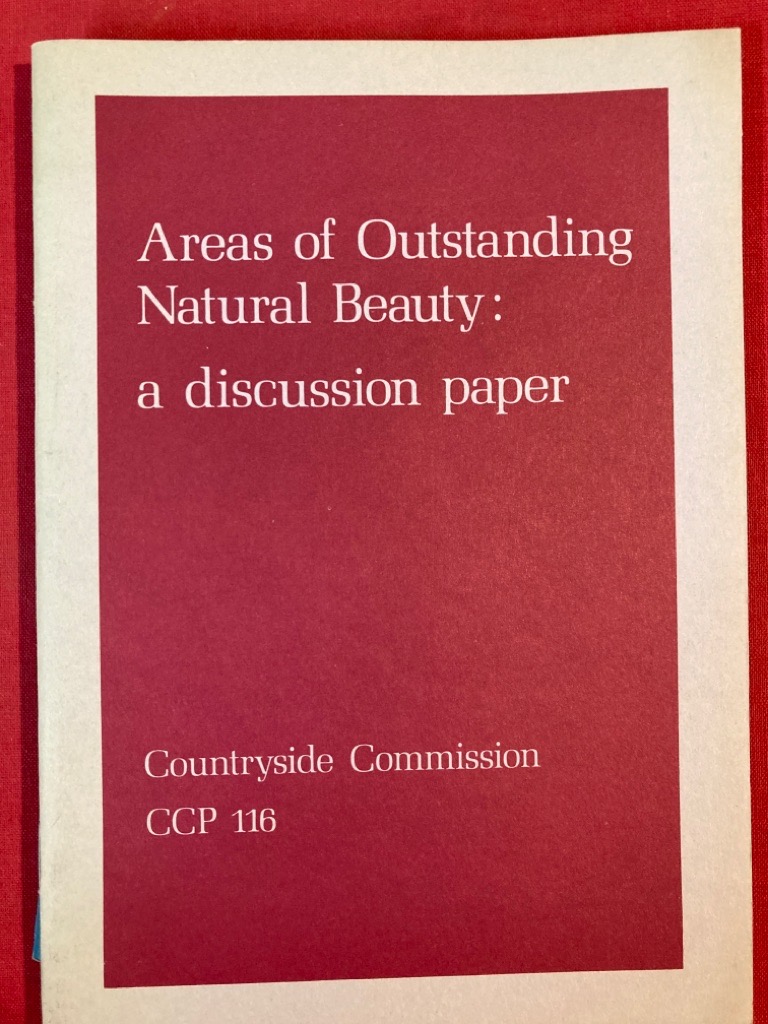 Areas of Outstanding
Natural Beauty:
a discussion paper
Countryside Commission
CCP 116